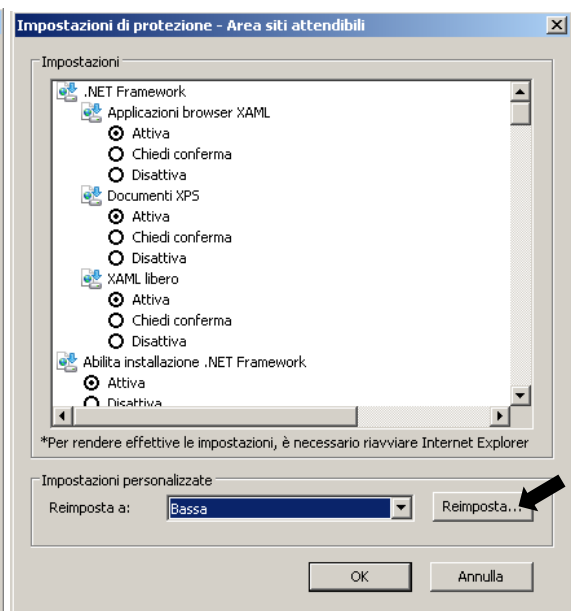 Impostazioni di protezione - Area siti attendibili
Impostazioni
.NET Framework
Applicazioni browser XAML
Attiva
Chiedi conferma
Disattiva
Documenti XPS
Attiva
Chiedi conferma
Disattiva
XAML libero
Attiva
Chiedi conferma
Disattiva
Abilita installazione .NET Framework
Attiva
Disattiva
*Per rendere effettive le impostazioni, è necessario riavviare Internet Explorer
Impostazioni personalizzate
Reimposta a: Bassa Reimposta...
OK Annulla